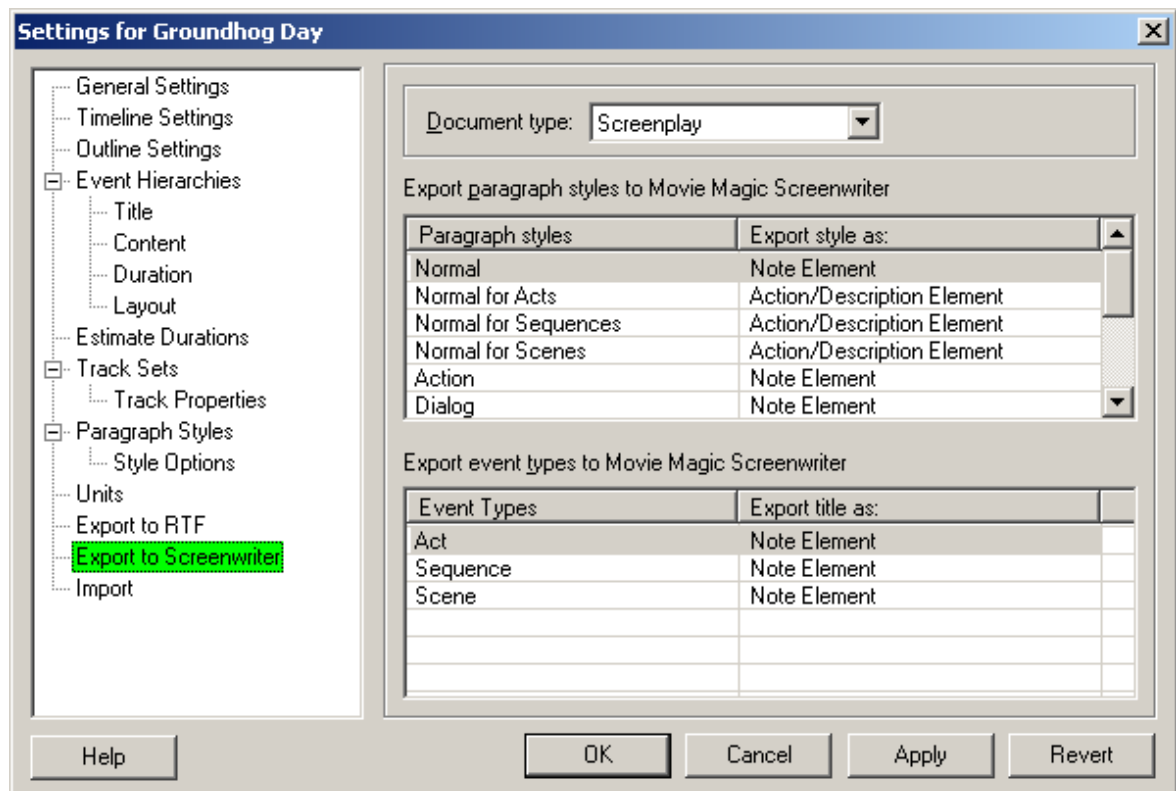 Settings for Groundhog Day
General Settings
Timeline Settings
Outline Settings
Event Hierarchies
Title
Content
Duration
Layout
Estimate Durations
Track Sets
Track Properties
Paragraph Styles
Style Options
Units
Export to RTF
Export to Screenwriter
Import
Document type: Screenplay
Export paragraph styles to Movie Magic Screenwriter
Paragraph styles Export style as:
Normal Note Element
Normal for Acts Action/Description Element
Normal for Sequences Action/Description Element
Normal for Scenes Action/Description Element
Action Note Element
Dialog Note Element
Export event types to Movie Magic Screenwriter
Event Types Export title as:
Act Note Element
Sequence Note Element
Scene Note Element
Help OK Cancel Apply Revert